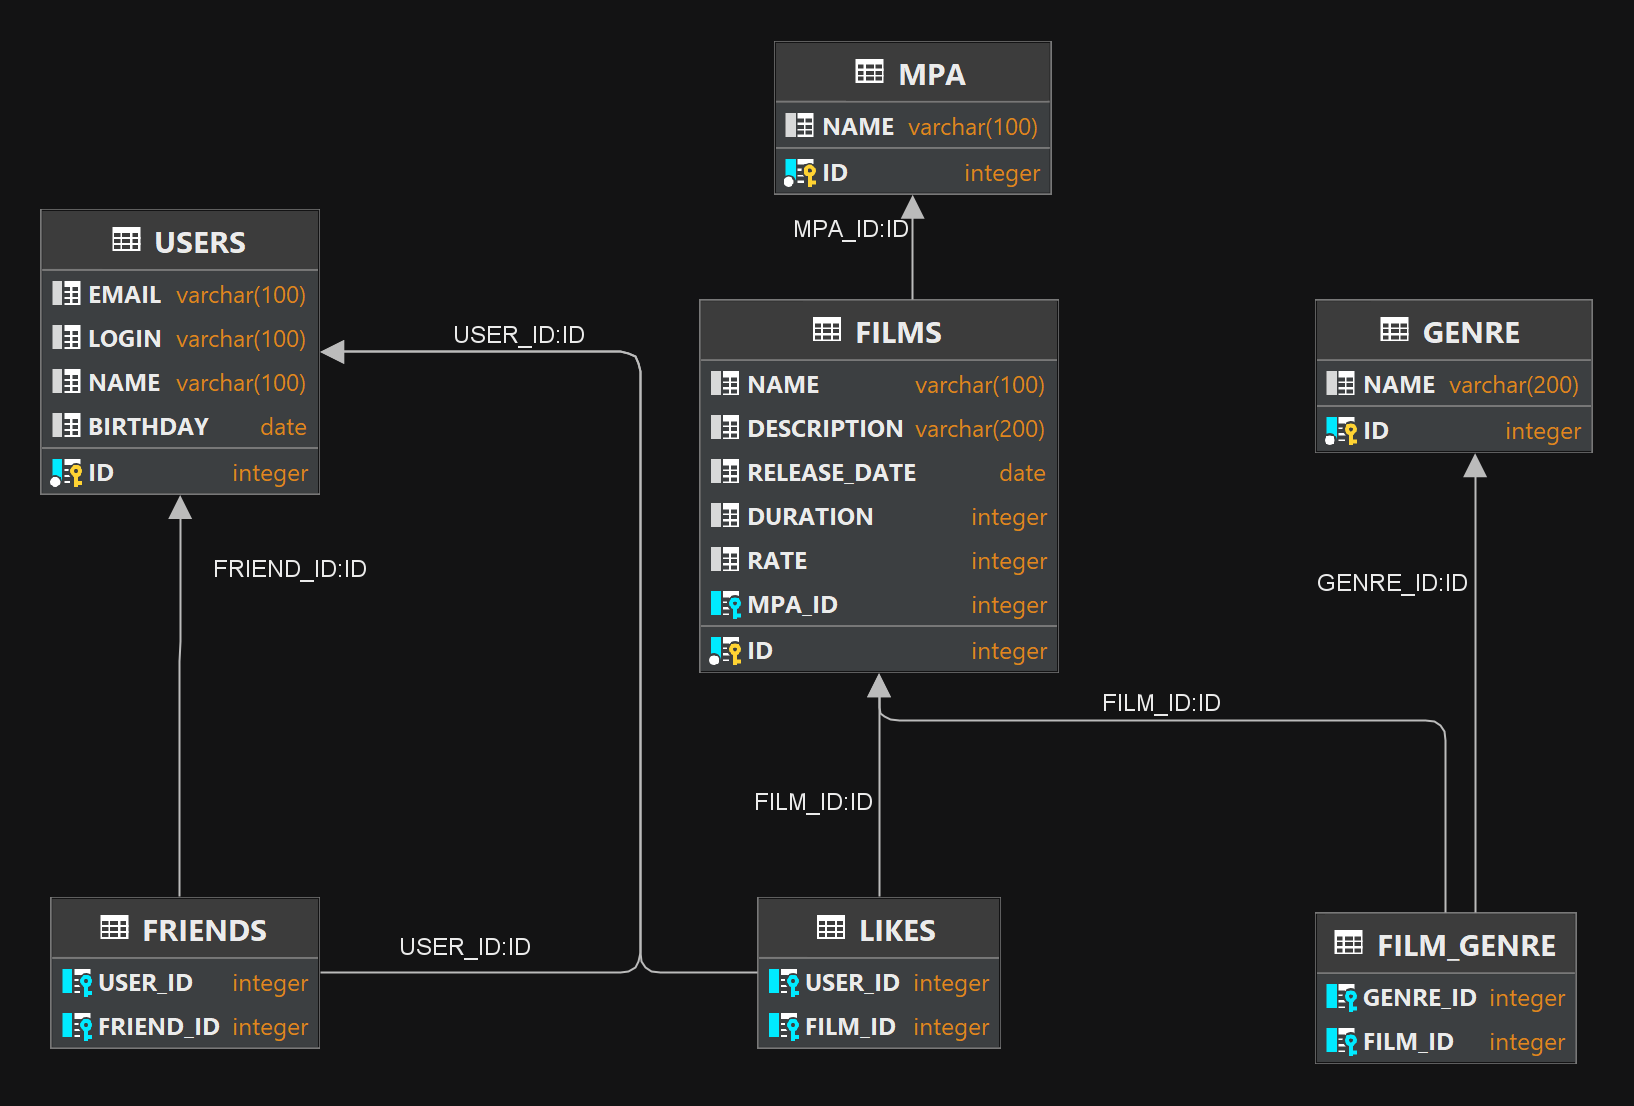 MPA
NAME varchar(100)
ID integer
MPA_ID:ID
USERS
EMAIL varchar(100)
LOGIN varchar(100)
NAME varchar(100)
BIRTHDAY date
ID integer
USER_ID:ID
FILMS
NAME varchar(100)
DESCRIPTION varchar(200)
RELEASE_DATE date
DURATION integer
RATE integer
MPA_ID integer
ID integer
GENRE
NAME varchar(200)
ID integer
FRIEND_ID:ID
GENRE_ID:ID
FILM_ID:ID
FILM_ID:ID
FRIENDS
USER_ID integer
FRIEND_ID integer
USER_ID:ID
LIKES
USER_ID integer
FILM_ID integer
FILM_GENRE
GENRE_ID integer
FILM_ID integer